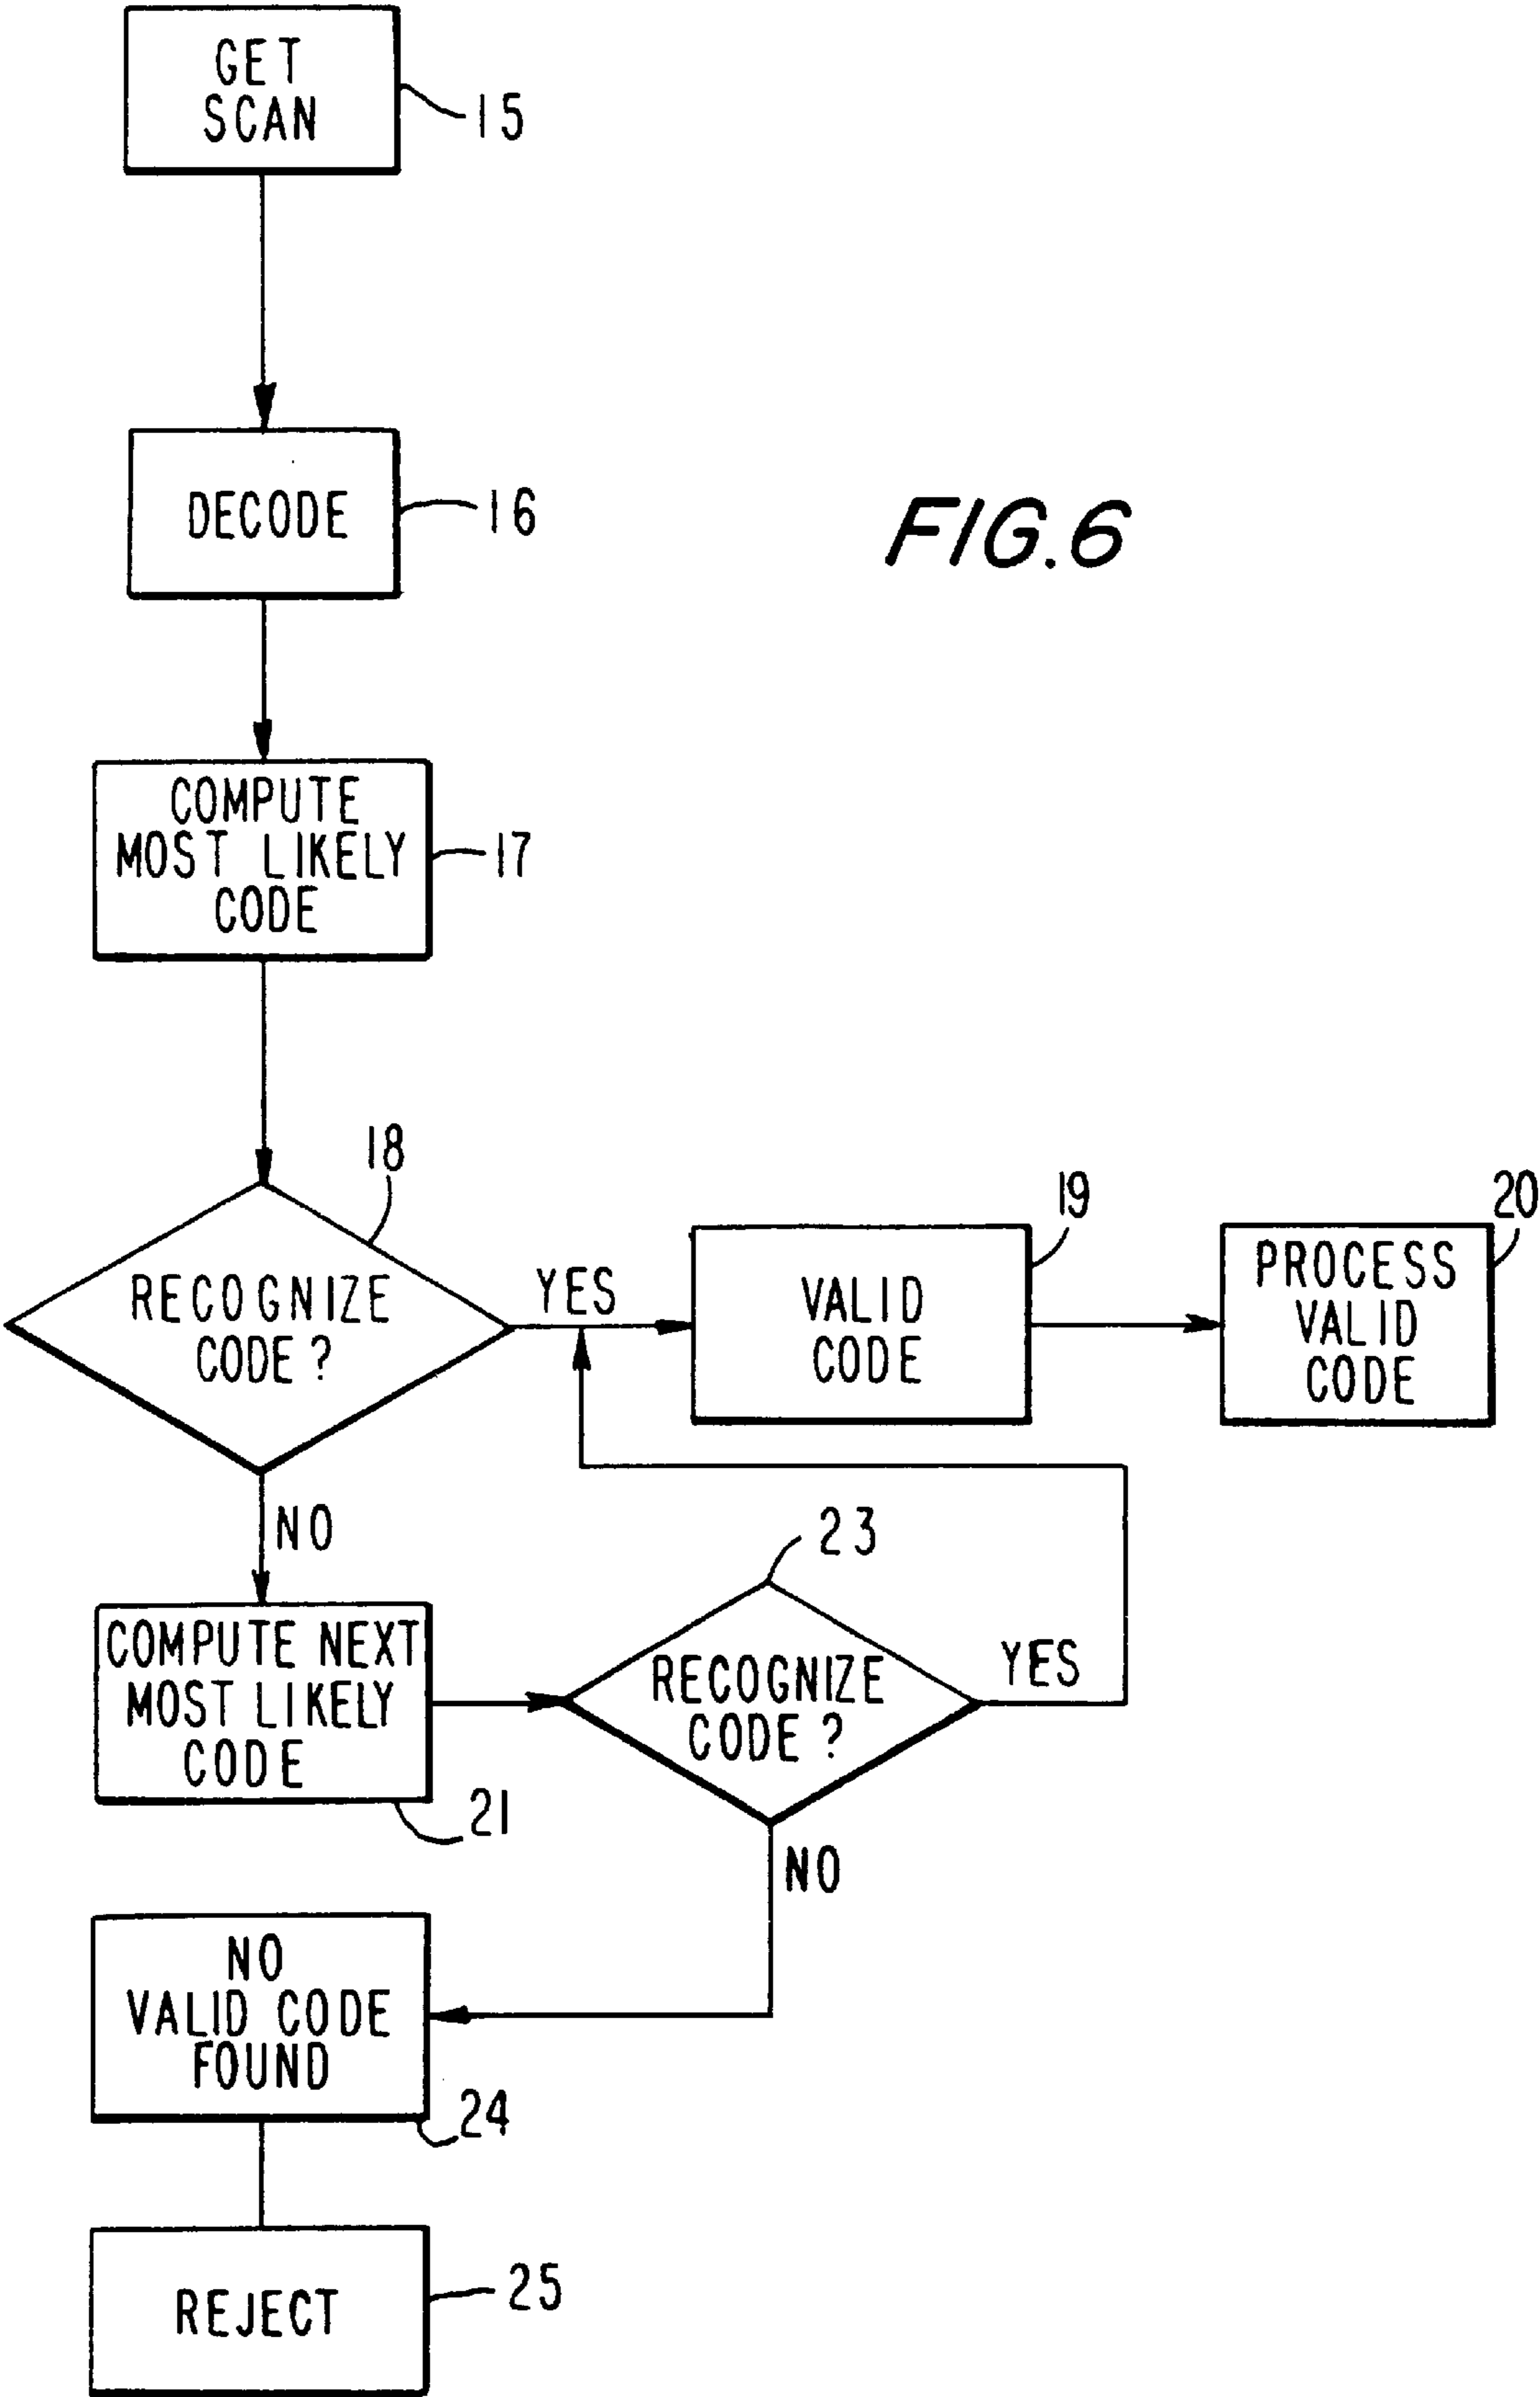 GET
SCAN
15
DECODE
16
FIG.6
COMPUTE
MOST LIKELY
CODE
17
18
RECOGNIZE
CODE?
YES
19
VALID
CODE
20
PROCESS
VALID
CODE
NO
COMPUTE NEXT
MOST LIKELY
CODE
21
23
RECOGNIZE
CODE?
YES
NO
NO
VALID CODE
FOUND
24
REJECT
25